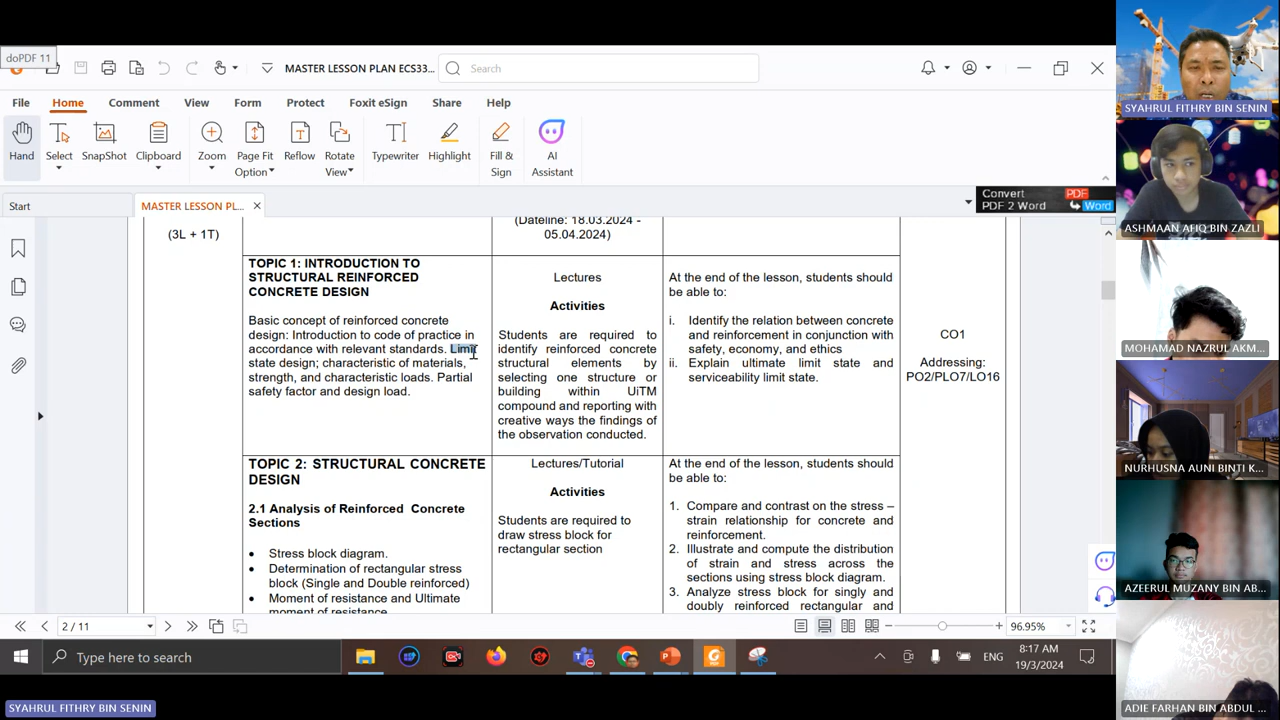 doPDF 11
MASTER LESSON PLAN ECS33...
Search
File Home Comment View Form Protect Foxit eSign Share Help
Hand Select SnapShot Clipboard Zoom Page Fit Option Reflow Rotate View Typewriter Highlight Fill & Sign AI Assistant
Start
MASTER LESSON PL...
Convert PDF
PDF 2 Word Word
(3L + 1T)
(Dateline: 18.03.2024 -
05.04.2024)
TOPIC 1: INTRODUCTION TO
STRUCTURAL REINFORCED
CONCRETE DESIGN
Basic concept of reinforced concrete
design: Introduction to code of practice in
accordance with relevant standards. Limit
state design; characteristic of materials,
strength, and characteristic loads. Partial
safety factor and design load.
Lectures
Activities
Students are required to
identify reinforced concrete
structural elements by
selecting one structure or
building within UiTM
compound and reporting with
creative ways the findings of
the observation conducted.
At the end of the lesson, students should
be able to:
i. Identify the relation between concrete
and reinforcement in conjunction with
safety, economy, and ethics
ii. Explain ultimate limit state and
serviceability limit state.
CO1
Addressing:
PO2/PLO7/LO16
TOPIC 2: STRUCTURAL CONCRETE
DESIGN
2.1 Analysis of Reinforced Concrete
Sections
• Stress block diagram.
• Determination of rectangular stress
block (Single and Double reinforced)
• Moment of resistance and Ultimate
moment of resistance
Lectures/Tutorial
Activities
Students are required to
draw stress block for
rectangular section
At the end of the lesson, students should
be able to:
1. Compare and contrast on the stress –
strain relationship for concrete and
reinforcement.
2. Illustrate and compute the distribution
of strain and stress across the
sections using stress block diagram.
3. Analyze stress block for singly and
doubly reinforced rectangular and
2 / 11
96.95%
Type here to search
ENG
8:17 AM
19/3/2024
SYAHRUL FITHRY BIN SENIN
SYAHRUL FITHRY BIN SENIN
ASHMAAN AFIQ BIN ZAZLI
MOHAMAD NAZRUL AKM...
NURHUSNA AUNI BINTI K...
AZEERUL MUZANY BIN AB...
ADIE FARHAN BIN ABDUL ...